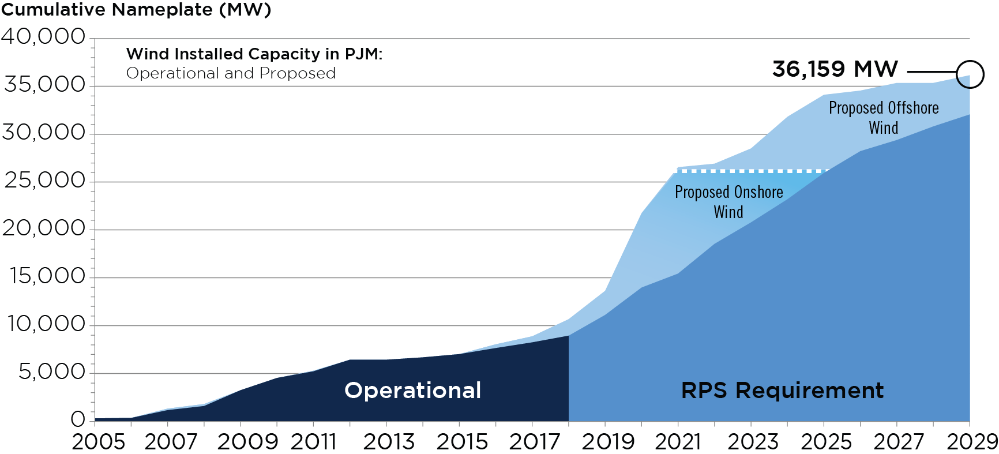 Cumulative Nameplate (MW)
40,000
35,000
30,000
25,000
20,000
15,000
10,000
5,000
0
Wind Installed Capacity in PJM:
Operational and Proposed
36,159 MW
Proposed Offshore
Wind
Proposed Onshore
Wind
Operational
RPS Requirement
2005 2007 2009 2011 2013 2015 2017 2019 2021 2023 2025 2027 2029